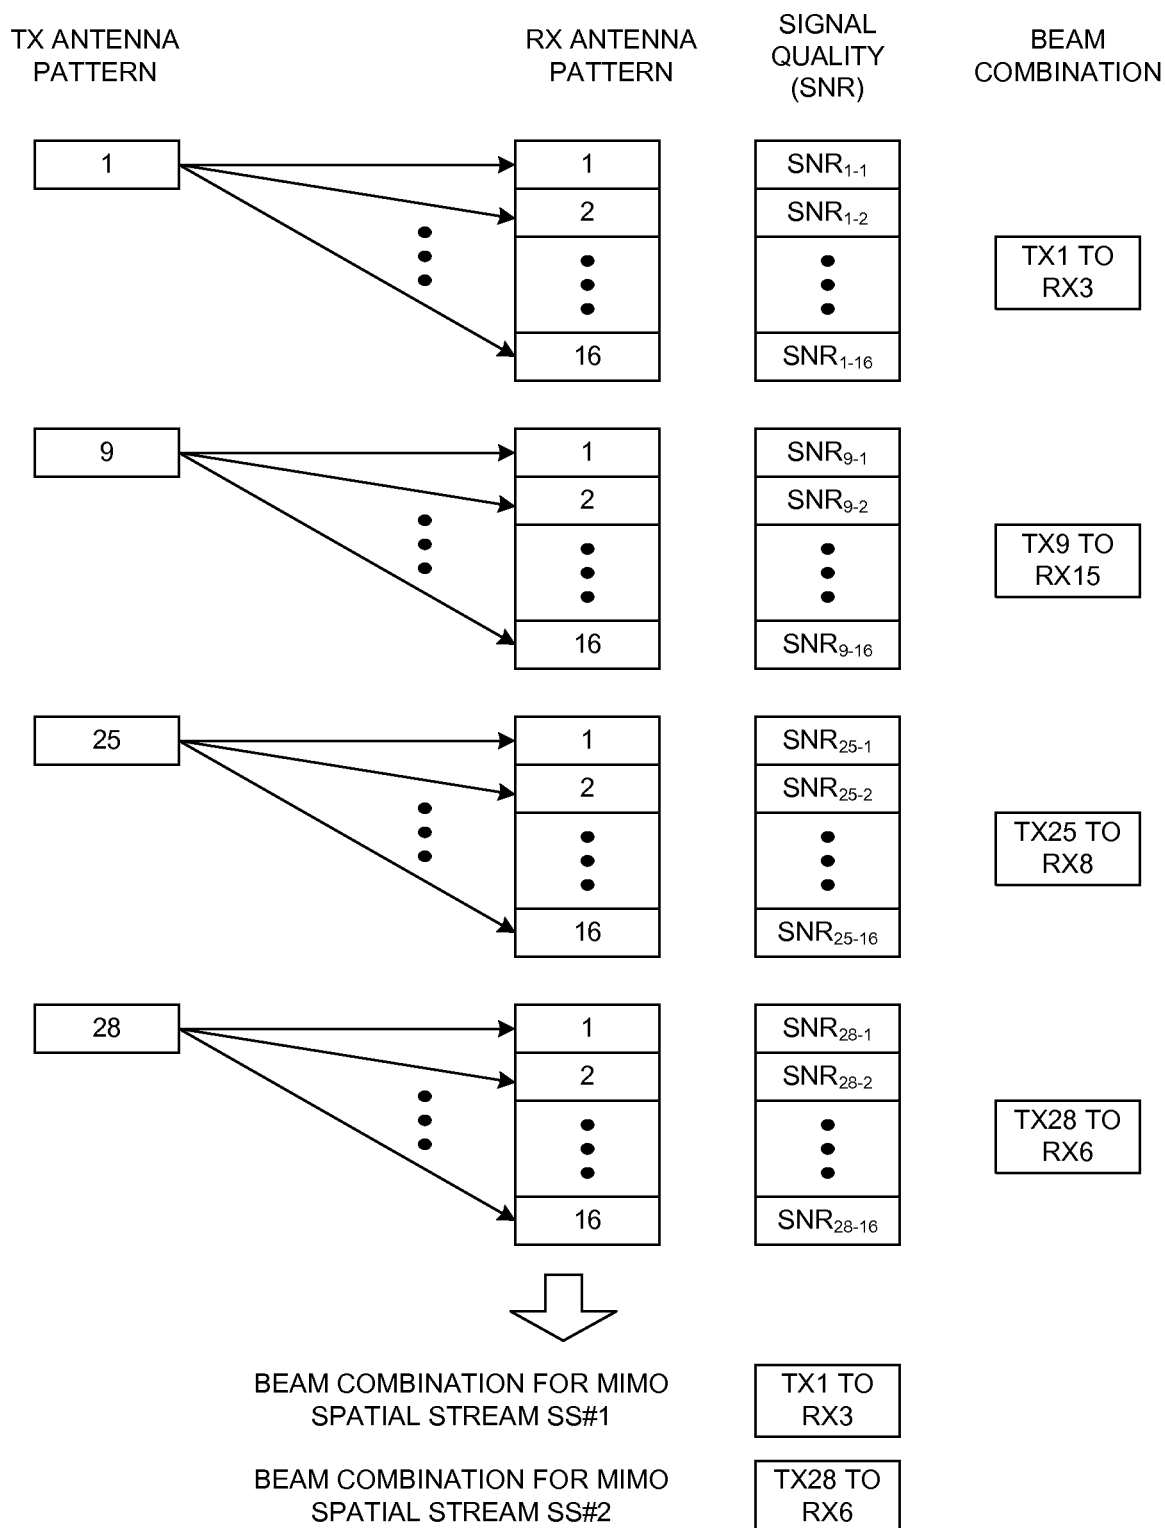 TX ANTENNA
PATTERN
RX ANTENNA
PATTERN
SIGNAL
QUALITY
(SNR)
BEAM
COMBINATION
1
1
2
16
SNR1-1
SNR1-2
SNR1-16
TX1 TO
RX3
9
1
2
16
SNR9-1
SNR9-2
SNR9-16
TX9 TO
RX15
25
1
2
16
SNR25-1
SNR25-2
SNR25-16
TX25 TO
RX8
28
1
2
16
SNR28-1
SNR28-2
SNR28-16
TX28 TO
RX6
BEAM COMBINATION FOR MIMO
SPATIAL STREAM SS#1
TX1 TO
RX3
BEAM COMBINATION FOR MIMO
SPATIAL STREAM SS#2
TX28 TO
RX6